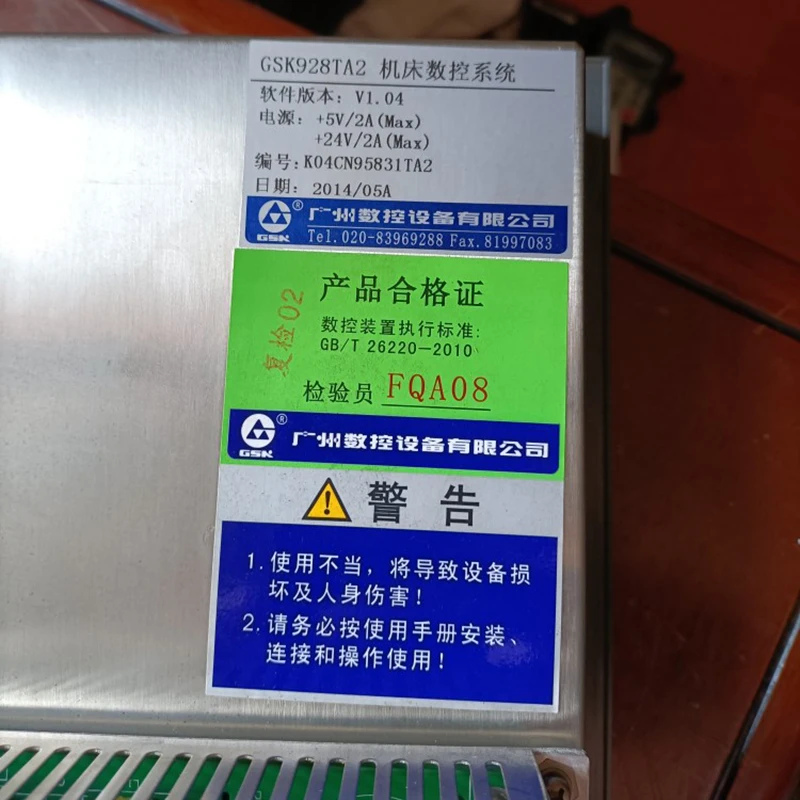 GSK928TA2 机床数控系统
软件版本: V1.04
电源: +5V/2A(Max)
+24V/2A(Max)
编号:K04CN95831TA2
日期: 2014/05A
GSK ® 广州数控设备有限公司
Tel.020-83969288 Fax.81997083
产品合格证
复检02
数控装置执行标准:
GB/T 26220—2010
检验员 FQA08
GSK ® 广州数控设备有限公司
警 告
1.使用不当，将导致设备损
坏及人身伤害！
2.请务必按使用手册安装、
连接和操作使用！